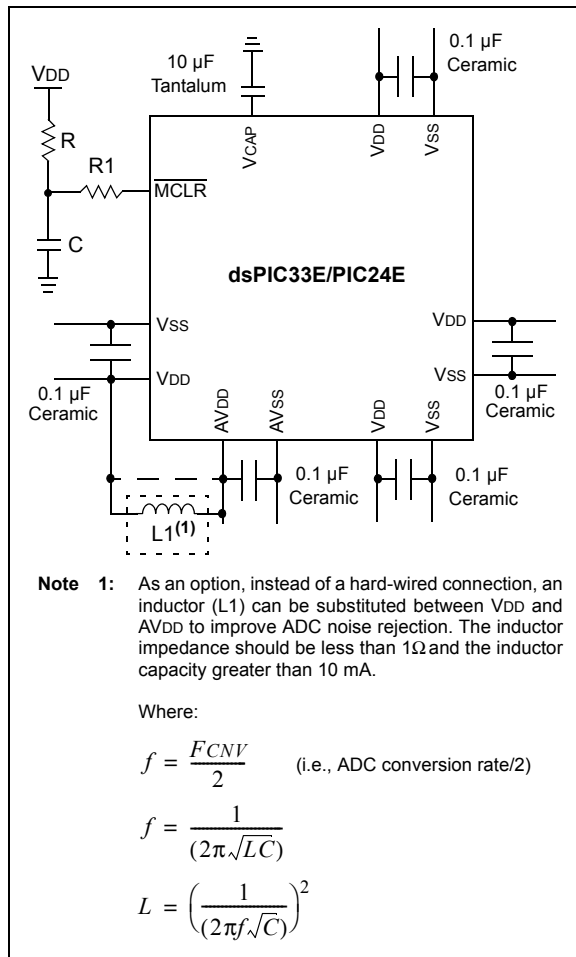 0.1 µF
Ceramic
10 µF
Tantalum
VDD
R
R1
C
VCAP
VDD
VSS
MCLR
dsPIC33E/PIC24E
VSS
VDD
VDD
VSS
0.1 µF
Ceramic
0.1 µF
Ceramic
AVDD
AVSS
VDD
VSS
0.1 µF
Ceramic
0.1 µF
Ceramic
L1(1)
Note 1: As an option, instead of a hard-wired connection, an
inductor (L1) can be substituted between VDD and
AVDD to improve ADC noise rejection. The inductor
impedance should be less than 1Ω and the inductor
capacity greater than 10 mA.
Where:
f = FCNV / 2 (i.e., ADC conversion rate/2)
f = 1 / (2π√LC)
L = (1 / (2πf√C))²